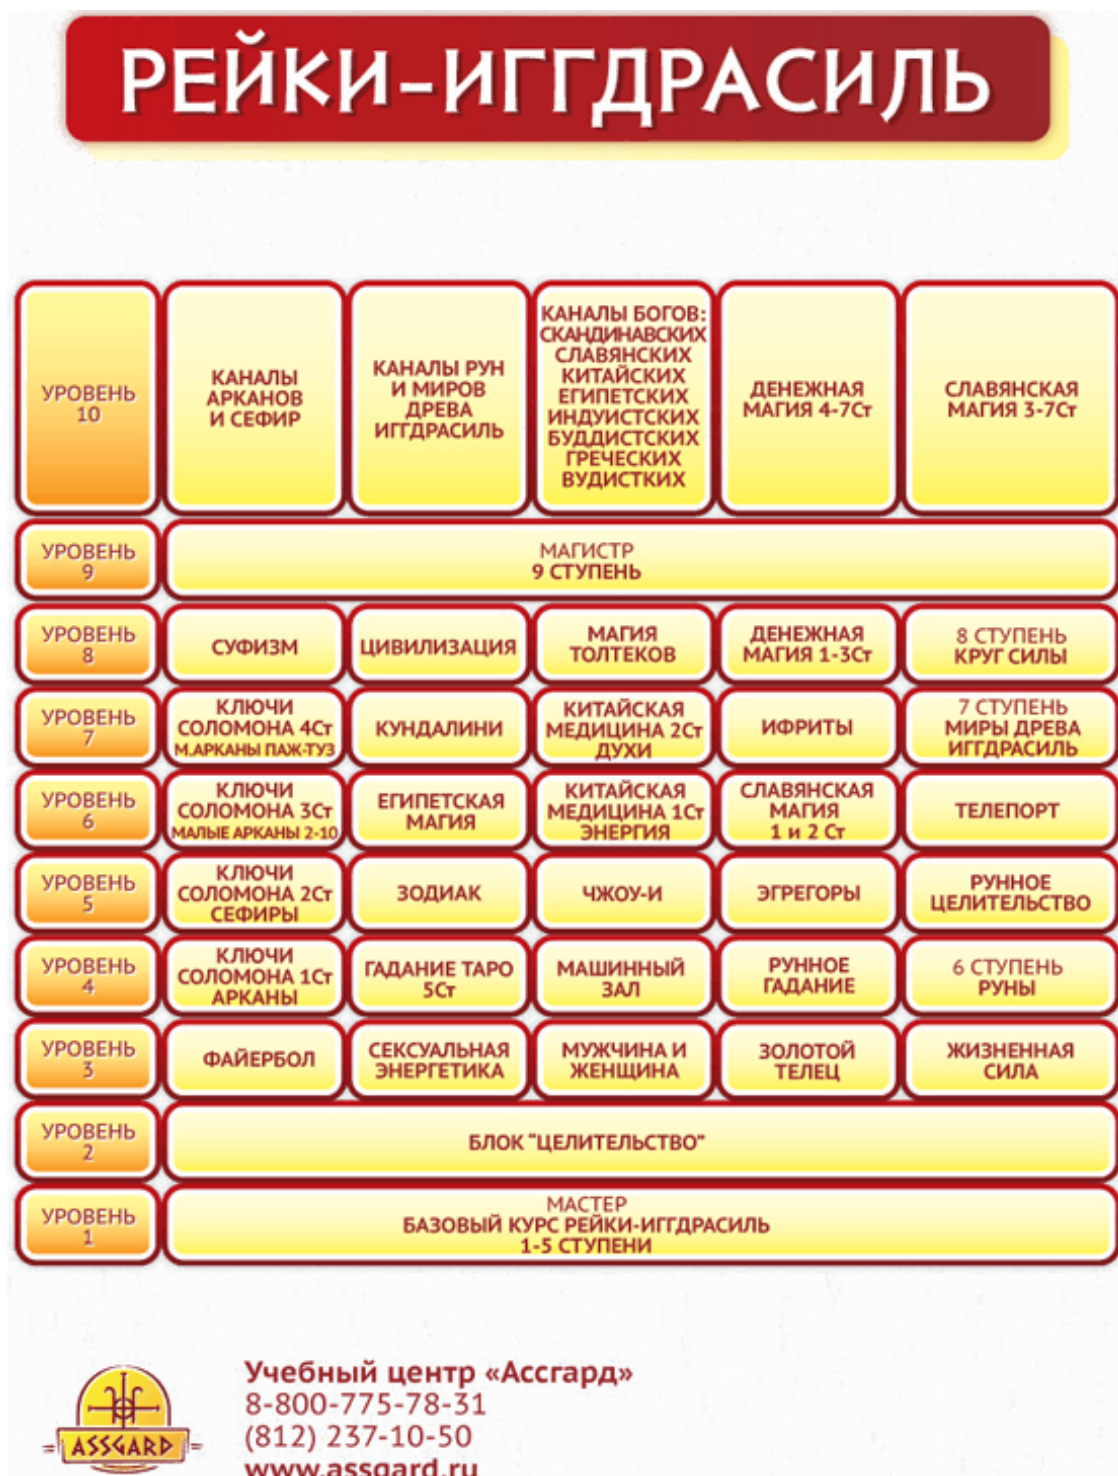 РЕЙКИ-ИГГДРАСИЛЬ
УРОВЕНЬ
10
КАНАЛЫ
АРКАНОВ
И СЕФИР
КАНАЛЫ РУН
И МИРОВ
ДРЕВА
ИГГДРАСИЛЬ
КАНАЛЫ БОГОВ:
СКАНДИНАВСКИХ
СЛАВЯНСКИХ
КИТАЙСКИХ
ЕГИПЕТСКИХ
ИНДУИСТСКИХ
БУДДИСТСКИХ
ГРЕЧЕСКИХ
ВУДИСТКИХ
ДЕНЕЖНАЯ
МАГИЯ 4-7Ст
СЛАВЯНСКАЯ
МАГИЯ 3-7Ст
УРОВЕНЬ
9
МАГИСТР
9 СТУПЕНЬ
УРОВЕНЬ
8
СУФИЗМ
ЦИВИЛИЗАЦИЯ
МАГИЯ
ТОЛТЕКОВ
ДЕНЕЖНАЯ
МАГИЯ 1-3Ст
8 СТУПЕНЬ
КРУГ СИЛЫ
УРОВЕНЬ
7
КЛЮЧИ
СОЛОМОНА 4Ст
М.АРКАНЫ ПАЖ-ТУЗ
КУНДАЛИНИ
КИТАЙСКАЯ
МЕДИЦИНА 2Ст
ДУХИ
ИФРИТЫ
7 СТУПЕНЬ
МИРЫ ДРЕВА
ИГГДРАСИЛЬ
УРОВЕНЬ
6
КЛЮЧИ
СОЛОМОНА 3Ст
МАЛЫЕ АРКАНЫ 2-10
ЕГИПЕТСКАЯ
МАГИЯ
КИТАЙСКАЯ
МЕДИЦИНА 1Ст
ЭНЕРГИЯ
СЛАВЯНСКАЯ
МАГИЯ
1 и 2 Ст
ТЕЛЕПОРТ
УРОВЕНЬ
5
КЛЮЧИ
СОЛОМОНА 2Ст
СЕФИРЫ
ЗОДИАК
ЧЖОУ-И
ЭГРЕГОРЫ
РУННОЕ
ЦЕЛИТЕЛЬСТВО
УРОВЕНЬ
4
КЛЮЧИ
СОЛОМОНА 1Ст
АРКАНЫ
ГАДАНИЕ ТАРО
5Ст
МАШИННЫЙ
ЗАЛ
РУННОЕ
ГАДАНИЕ
6 СТУПЕНЬ
РУНЫ
УРОВЕНЬ
3
ФАЙЕРБОЛ
СЕКСУАЛЬНАЯ
ЭНЕРГЕТИКА
МУЖЧИНА И
ЖЕНЩИНА
ЗОЛОТОЙ
ТЕЛЕЦ
ЖИЗНЕННАЯ
СИЛА
УРОВЕНЬ
2
БЛОК "ЦЕЛИТЕЛЬСТВО"
УРОВЕНЬ
1
МАСТЕР
БАЗОВЫЙ КУРС РЕЙКИ-ИГГДРАСИЛЬ
1-5 СТУПЕНИ
ASSGARD
Учебный центр «Ассгард»
8-800-775-78-31
(812) 237-10-50
www.assgard.ru